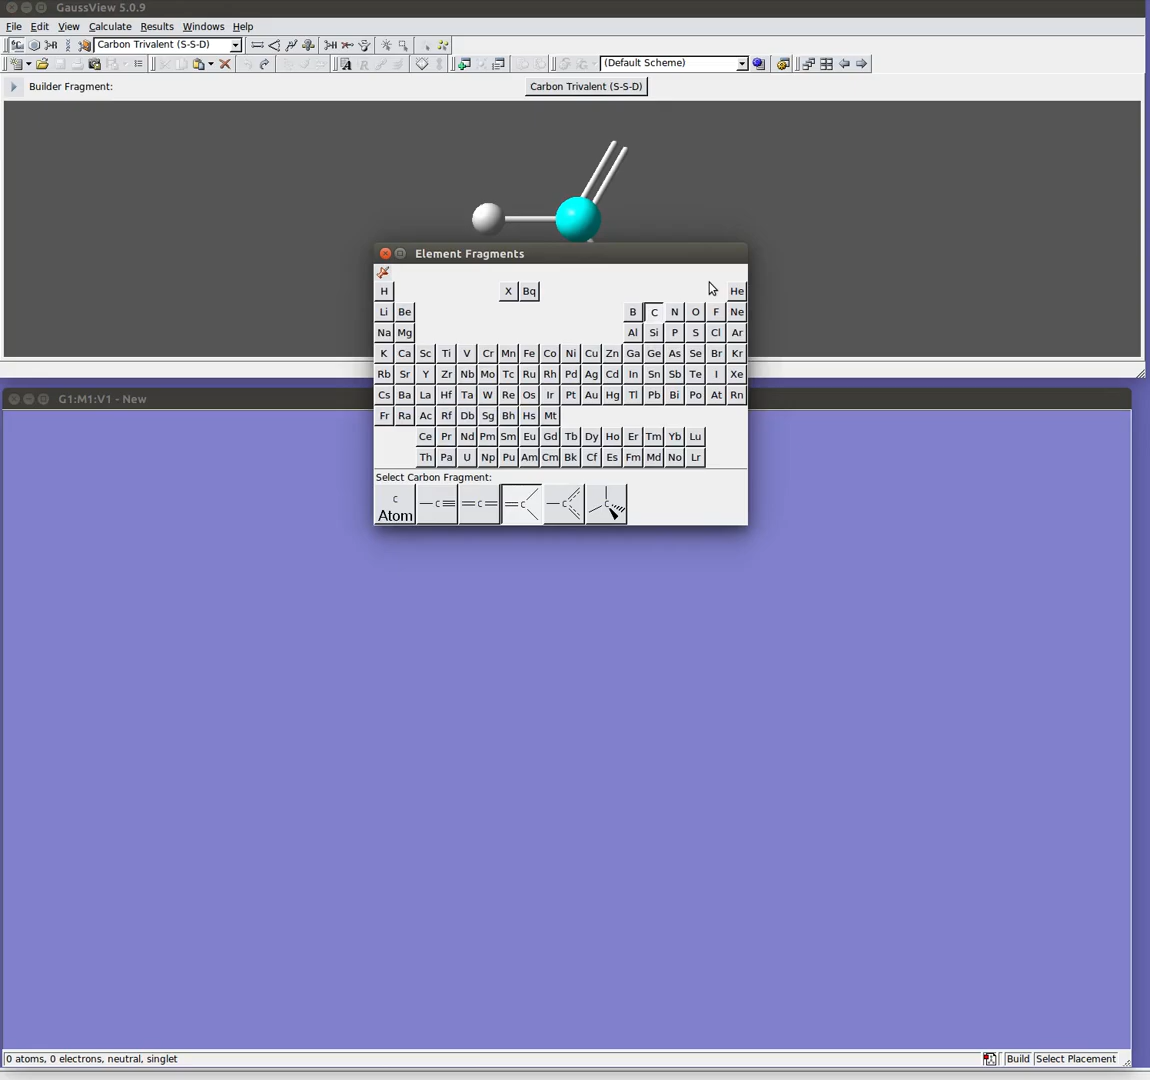 GaussView 5.0.9
File Edit View Calculate Results Windows Help
Carbon Trivalent (S-S-D)
(Default Scheme)
Builder Fragment: Carbon Trivalent (S-S-D)
Element Fragments
H X Bq He
Li Be B C N O F Ne
Na Mg Al Si P S Cl Ar
K Ca Sc Ti V Cr Mn Fe Co Ni Cu Zn Ga Ge As Se Br Kr
Rb Sr Y Zr Nb Mo Tc Ru Rh Pd Ag Cd In Sn Sb Te I Xe
Cs Ba La Hf Ta W Re Os Ir Pt Au Hg Tl Pb Bi Po At Rn
Fr Ra Ac Rf Db Sg Bh Hs Mt
Ce Pr Nd Pm Sm Eu Gd Tb Dy Ho Er Tm Yb Lu
Th Pa U Np Pu Am Cm Bk Cf Es Fm Md No Lr
Select Carbon Fragment:
C C C C C C
Atom
G1:M1:V1 - New
0 atoms, 0 electrons, neutral, singlet Build Select Placement